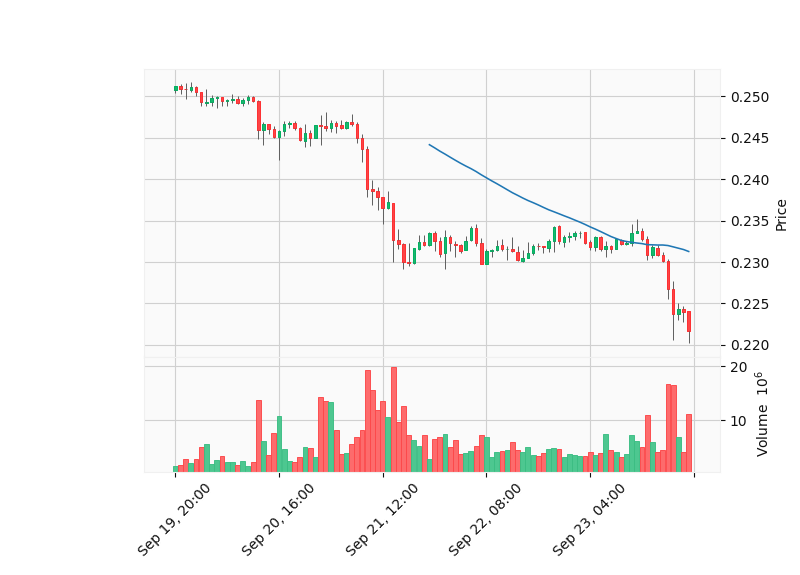 0.250
0.245
0.240
0.235
0.230
0.225
0.220
Price
20
10
Volume 10⁶
Sep 19, 20:00
Sep 20, 16:00
Sep 21, 12:00
Sep 22, 08:00
Sep 23, 04:00